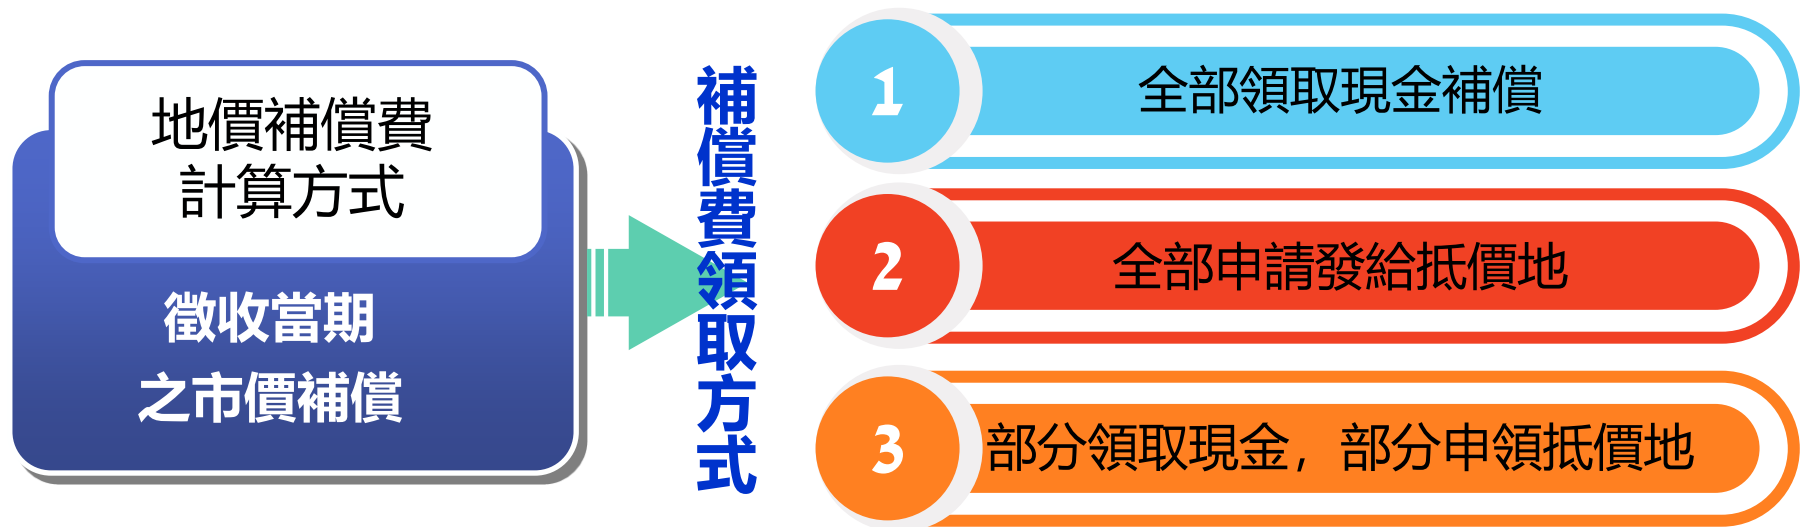 地價補償費
計算方式
徵收當期
之市價補償
補償費領取方式
1
全部領取現金補償
2
全部申請發給抵價地
3
部分領取現金，部分申領抵價地